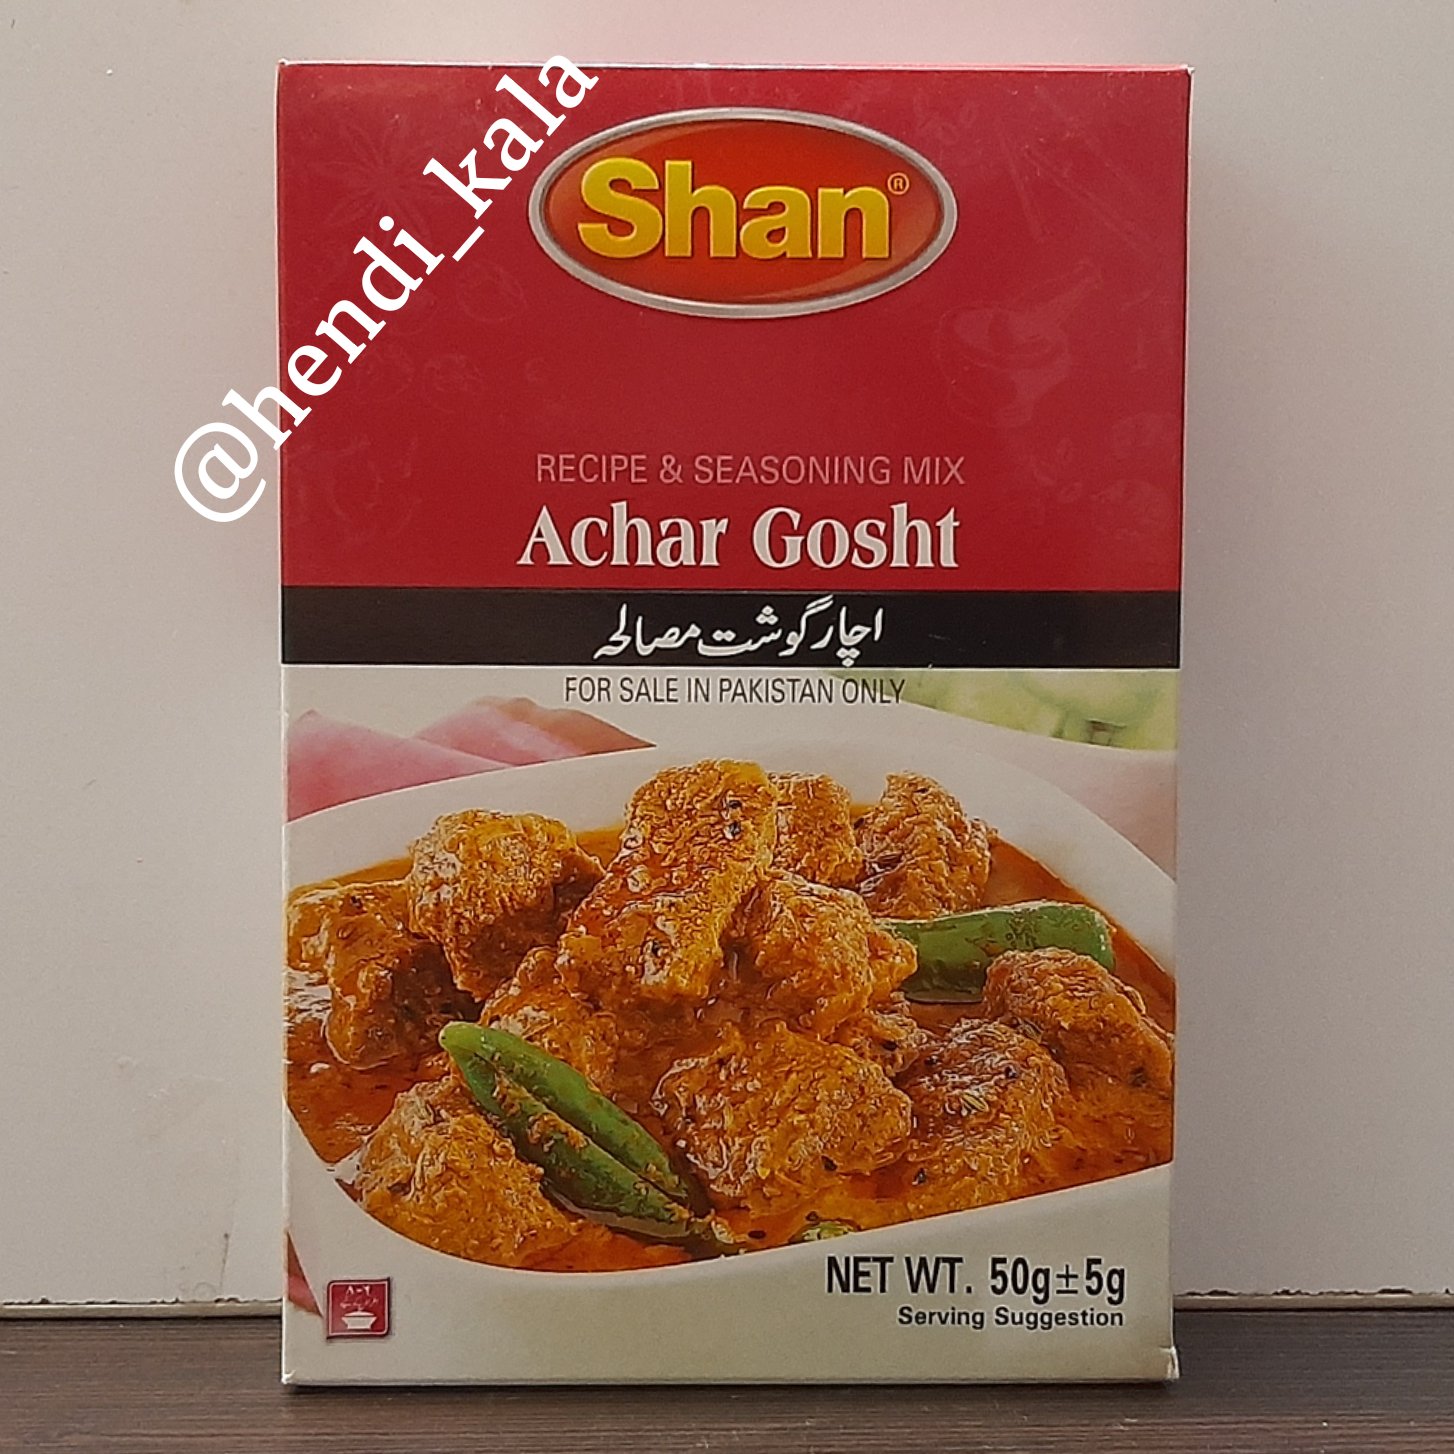 @hendi_kala
Shan®
RECIPE & SEASONING MIX
Achar Gosht
اچار گوشت مصالحہ
FOR SALE IN PAKISTAN ONLY
NET WT. 50g±5g
Serving Suggestion